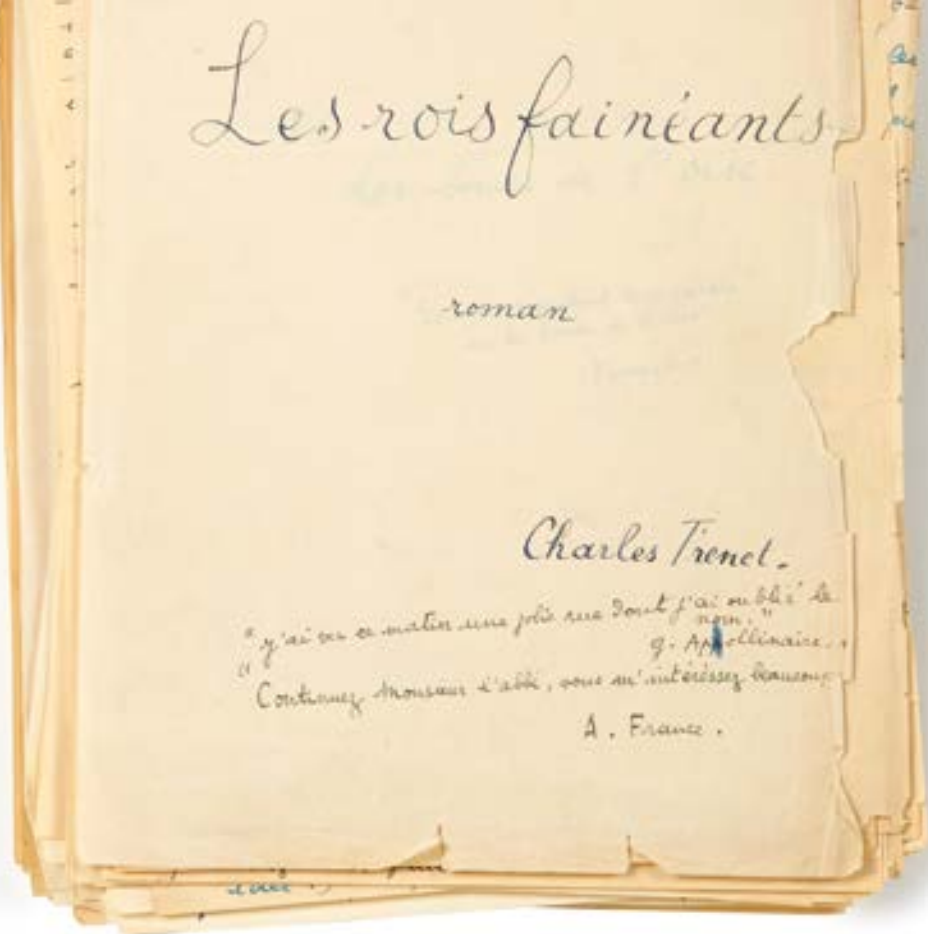 Les rois fainéants
roman
Charles Trenet.
"J'ai vu ce matin une jolie rue dont j'ai oublié le
nom."
g. Apollinaire.
"Continuez Monsieur l'abbé, vous m'intéréssez beaucoup
A. France.